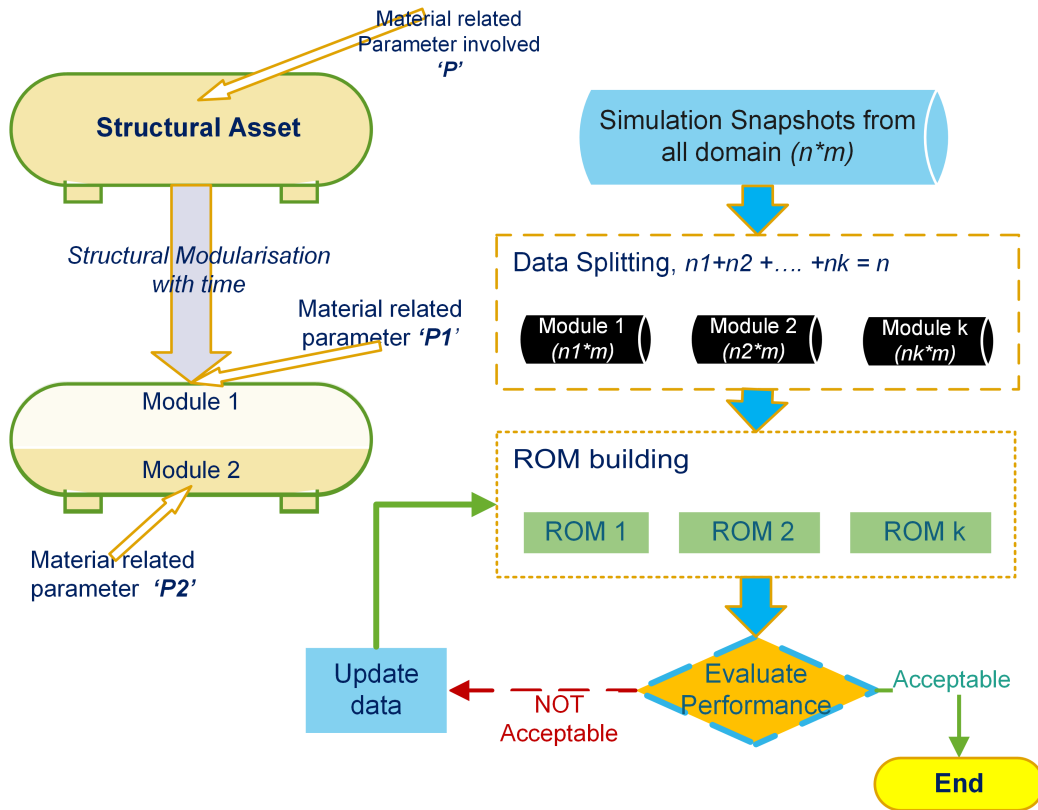 Material related
Parameter involved
‘P’
Structural Asset
Structural Modularisation
with time
Material related
parameter ‘P1’
Module 1
Module 2
Material related
parameter ‘P2’
Simulation Snapshots from
all domain (n*m)
Data Splitting, n1+n2 +…. +nk = n
Module 1
(n1*m)
Module 2
(n2*m)
Module k
(nk*m)
ROM building
ROM 1
ROM 2
ROM k
Evaluate
Performance
Acceptable
NOT
Acceptable
Update
data
End